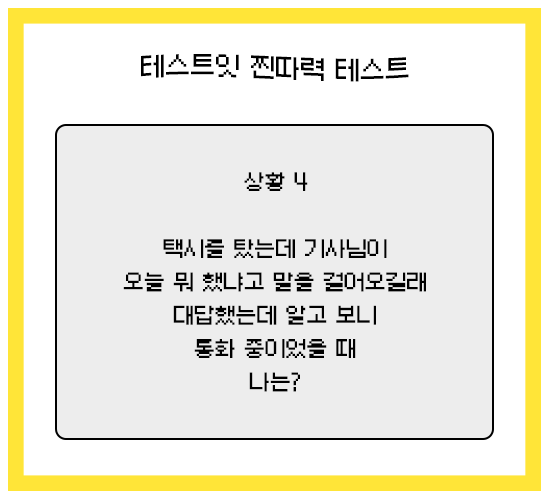 테스트잇 찐따력 테스트
상황 4
택시를 탔는데 기사님이
오늘 뭐 했냐고 말을 걸어오길래
대답했는데 알고 보니
통화 중이었을 때
나는?